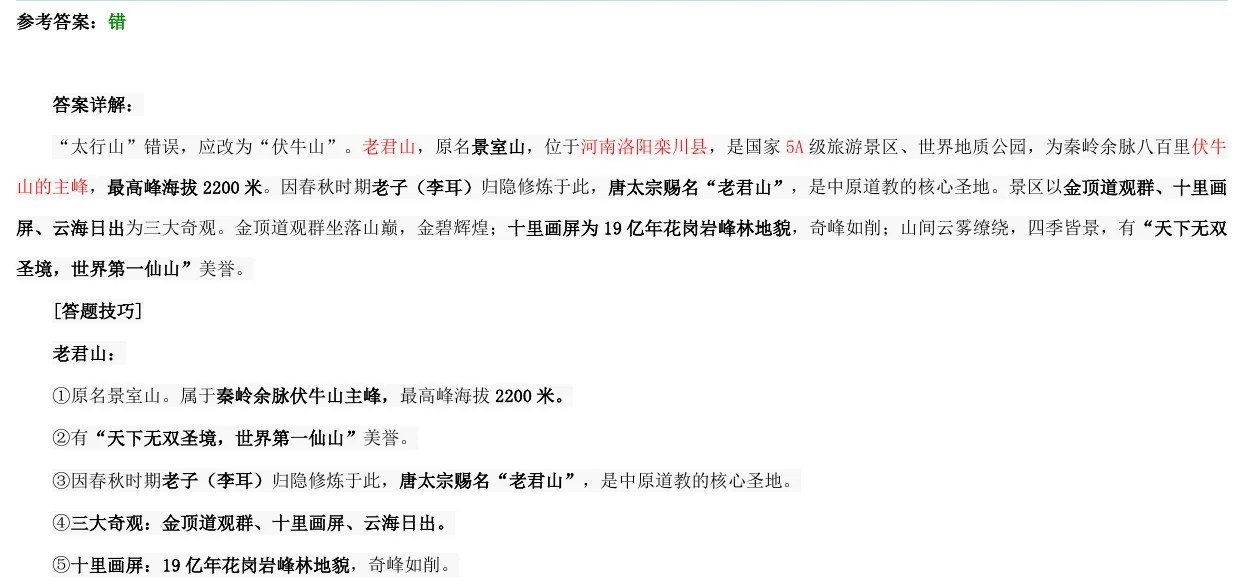 参考答案：错
答案详解：
“太行山”错误，应改为“伏牛山”。老君山，原名景室山，位于河南洛阳栾川县，是国家 5A 级旅游景区、世界地质公园，为秦岭余脉八百里伏牛
山的主峰，最高峰海拔 2200 米。因春秋时期老子（李耳）归隐修炼于此，唐太宗赐名“老君山”，是中原道教的核心圣地。景区以金顶道观群、十里画
屏、云海日出为三大奇观。金顶道观群坐落山巅，金碧辉煌；十里画屏为 19 亿年花岗岩峰林地貌，奇峰如削；山间云雾缭绕，四季皆景，有“天下无双
圣境，世界第一仙山”美誉。
[答题技巧]
老君山：
①原名景室山。属于秦岭余脉伏牛山主峰，最高峰海拔 2200 米。
②有“天下无双圣境，世界第一仙山”美誉。
③因春秋时期老子（李耳）归隐修炼于此，唐太宗赐名“老君山”，是中原道教的核心圣地。
④三大奇观：金顶道观群、十里画屏、云海日出。
⑤十里画屏：19 亿年花岗岩峰林地貌，奇峰如削。